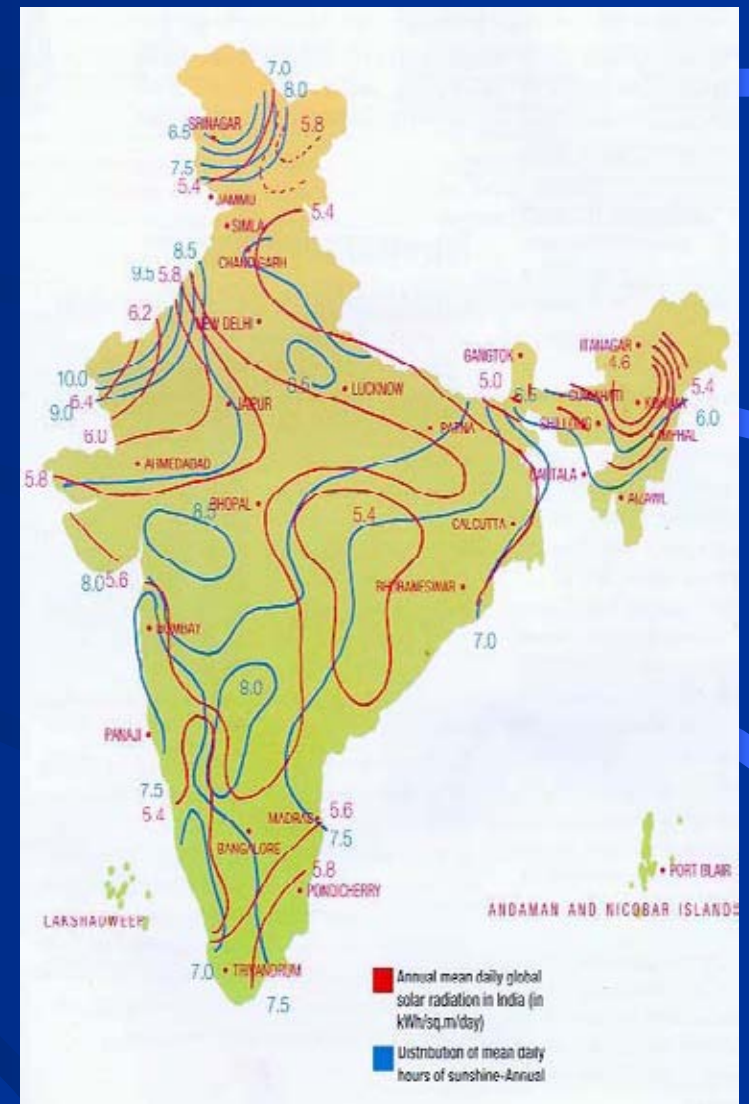 7.0
8.0
5.8
SRINAGAR
6.5
7.5
5.4
JAMMU
5.4
SIMLA
8.5
CHANDIGARH
9.5 5.8
6.2
NEW DELHI
ITANAGAR
GANGTOK
4.6
5.0
10.0
LUCKNOW
5.4
6.4
JAIPUR
KOHIMA
9.0
6.0
SHILLONG
6.0
PATNA
IMPHAL
AHMEDABAD
5.8
AIZAWL
BHOPAL
8.5
5.4
CALCUTTA
8.0 5.6
BHUBANESWAR
BOMBAY
7.0
8.0
PANAJI
7.5
5.4
MADRAS
5.6
7.5
BANGALORE
5.8
PORT BLAIR
PONDICHERRY
LAKSHADWEEP
ANDAMAN AND NICOBAR ISLANDS
7.0
TRIVANDRUM
7.5
Annual mean daily global
solar radiation in India (in
kWh/sq.m/day)
Distribution of mean daily
hours of sunshine-Annual